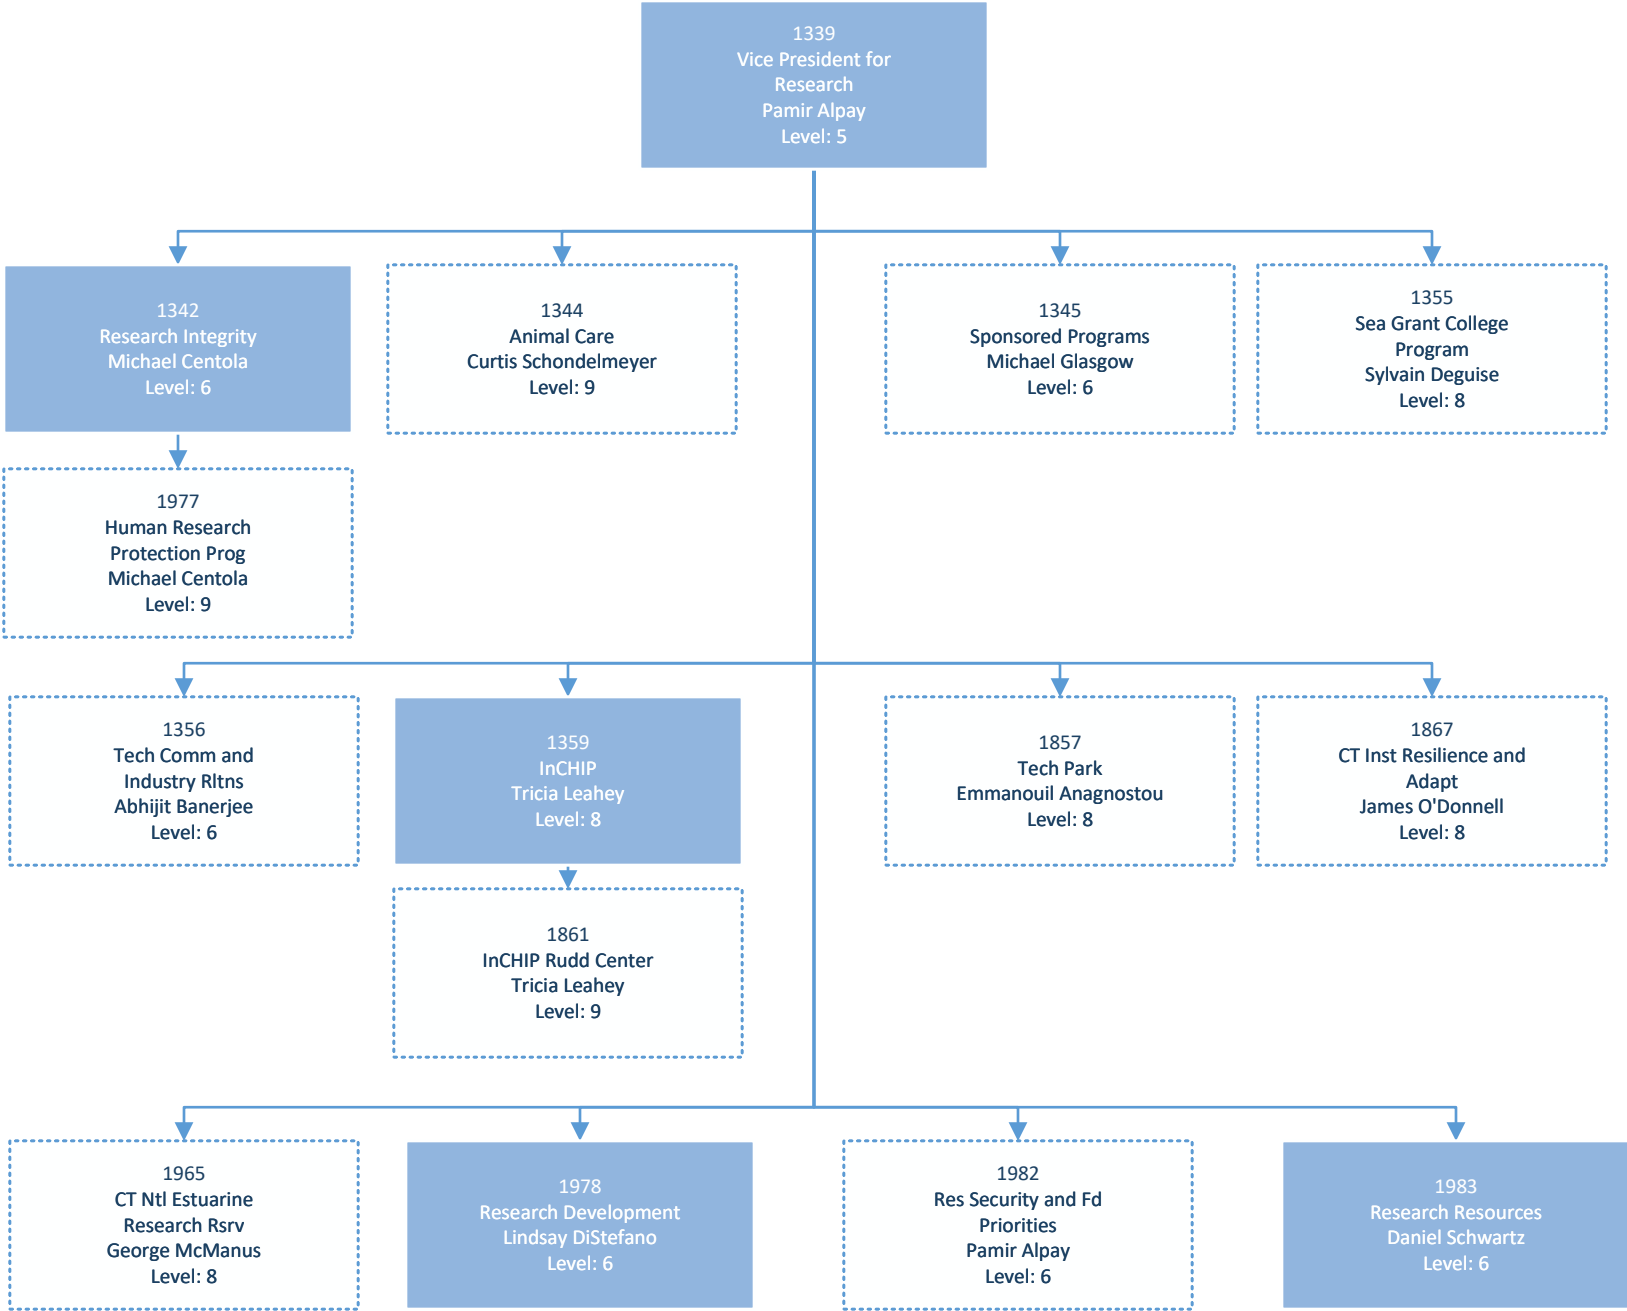 1339
Vice President for
Research
Pamir Alpay
Level: 5
1342
Research Integrity
Michael Centola
Level: 6
1344
Animal Care
Curtis Schondelmeyer
Level: 9
1345
Sponsored Programs
Michael Glasgow
Level: 6
1355
Sea Grant College
Program
Sylvain Deguise
Level: 8
1977
Human Research
Protection Prog
Michael Centola
Level: 9
1356
Tech Comm and
Industry Rltns
Abhijit Banerjee
Level: 6
1359
InCHIP
Tricia Leahey
Level: 8
1857
Tech Park
Emmanouil Anagnostou
Level: 8
1867
CT Inst Resilience and
Adapt
James O'Donnell
Level: 8
1861
InCHIP Rudd Center
Tricia Leahey
Level: 9
1965
CT Ntl Estuarine
Research Rsrv
George McManus
Level: 8
1978
Research Development
Lindsay DiStefano
Level: 6
1982
Res Security and Fd
Priorities
Pamir Alpay
Level: 6
1983
Research Resources
Daniel Schwartz
Level: 6